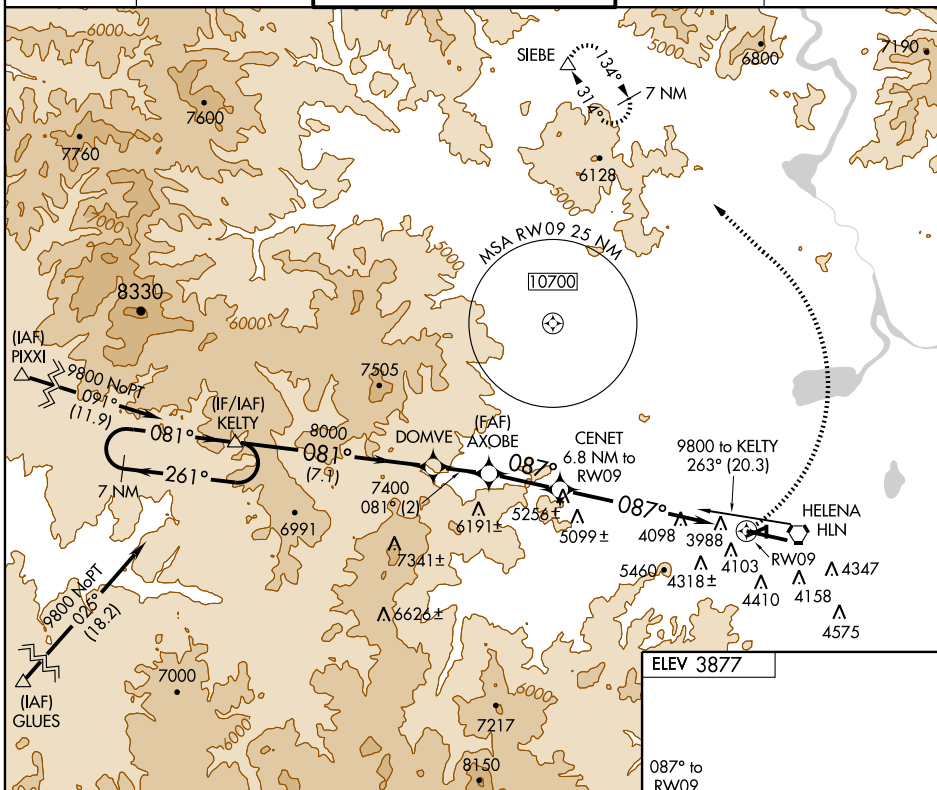 6000
5000
6800
7190
SIEBE
134°
314°
7 NM
7600
7760
6128
5000
7000
5000
MSA RW09 25 NM
10700
8330
6000
(IAF)
PIXXI
9800 NoPT
091°
(11.9)
7505
(IF/IAF)
KELTY
081°
261°
7 NM
8000
081°
(7.1)
DOMVE
(FAF)
AXOBE
087°
CENET
6.8 NM to
RW09
9800 to KELTY
263° (20.3)
7400
081° (2)
087°
HELENA
HLN
6991
6191±
5256±
5099±
4098
3988
RW09
7341±
4103
5460
4318±
4347
4410
4158
4575
6626±
9800 NoPT
026°
(18.2)
(IAF)
GLUES
7000
6000
7217
6000
8150
ELEV 3877
087° to
RW09